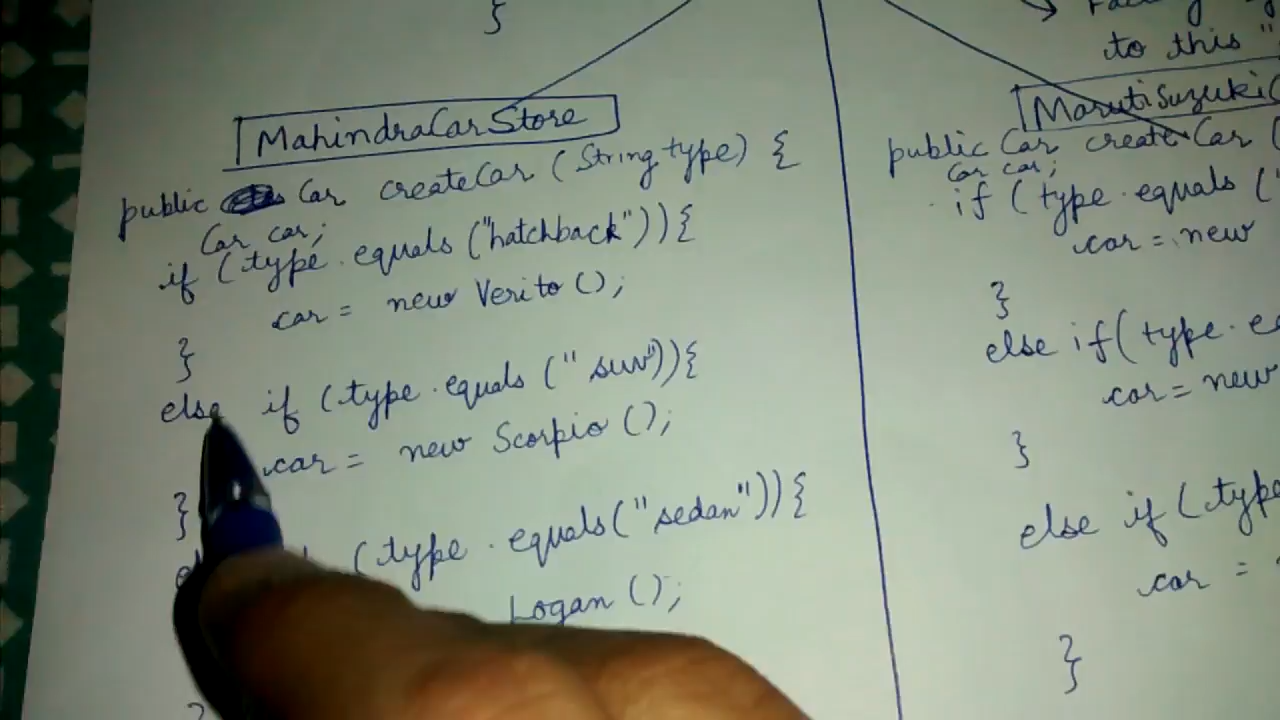 }
MahindraCarStore
public Car createCar (String type) {
Car car;
if (type.equals ("hatchback")){
car = new Verito ();
}
else if (type.equals ("suv")){
car = new Scorpio ();
}
(type.equals("sedan")){
Logan ();
to this "
MarutiSuzukiC
public Car createCar (
Car car;
if (type.equals ("
car = new
}
else if (type.e
car = new
}
else if (type
car =
}